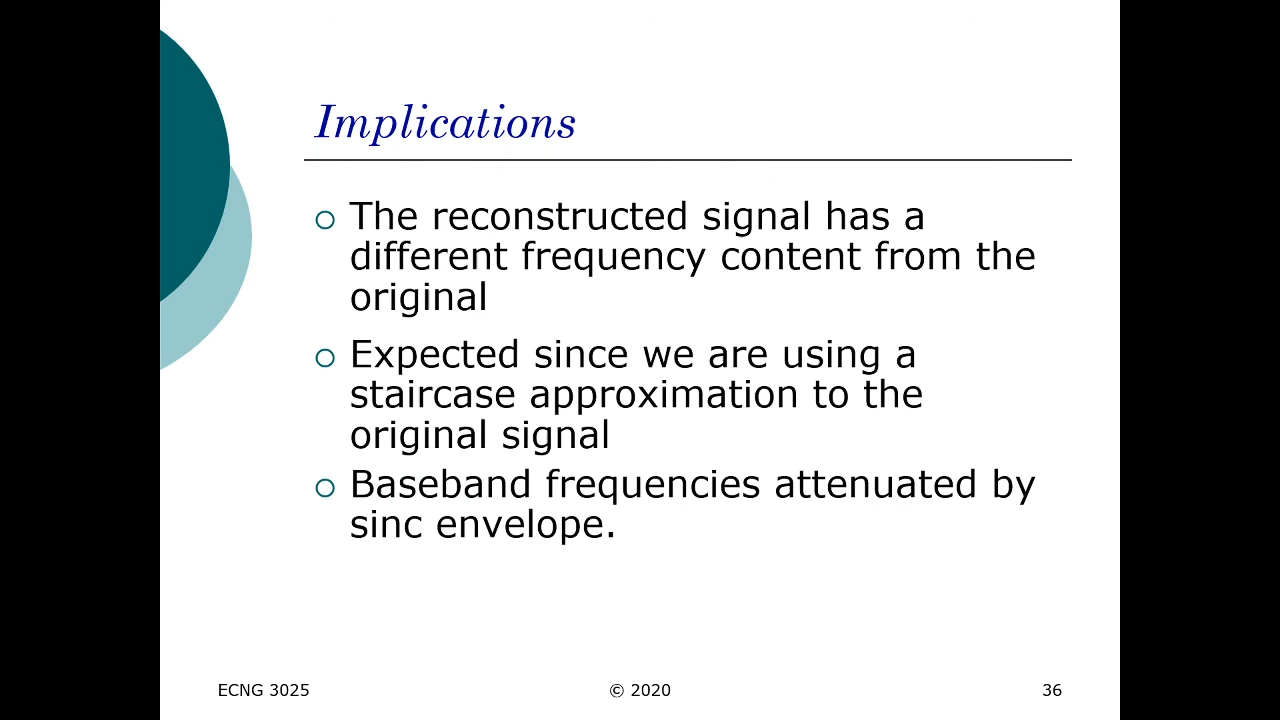 Implications
The reconstructed signal has a
different frequency content from the
original
Expected since we are using a
staircase approximation to the
original signal
Baseband frequencies attenuated by
sinc envelope.
ECNG 3025
© 2020
36